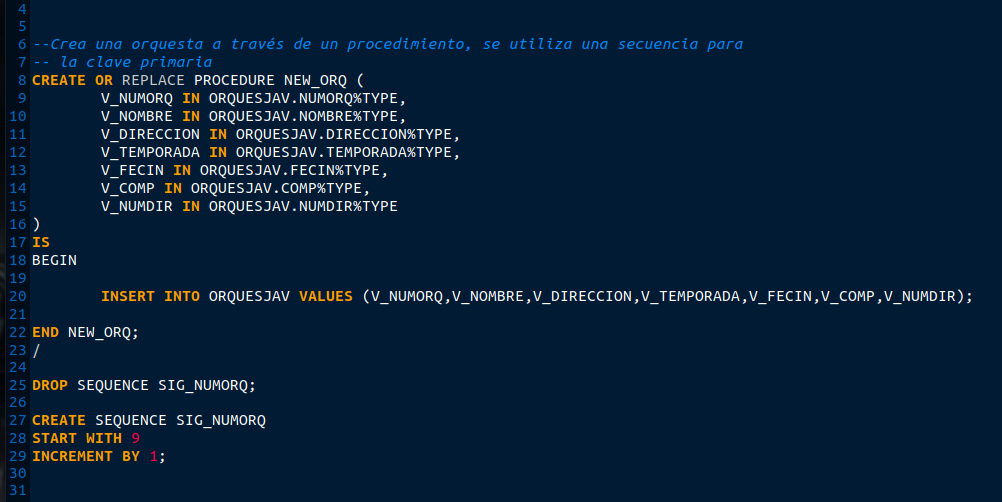 4
5
6 --Crea una orquesta a través de un procedimiento, se utiliza una secuencia para
7 -- la clave primaria
8 CREATE OR REPLACE PROCEDURE NEW_ORQ (
9 V_NUMORQ IN ORQUESJAV.NUMORQ%TYPE,
10 V_NOMBRE IN ORQUESJAV.NOMBRE%TYPE,
11 V_DIRECCION IN ORQUESJAV.DIRECCION%TYPE,
12 V_TEMPORADA IN ORQUESJAV.TEMPORADA%TYPE,
13 V_FECIN IN ORQUESJAV.FECIN%TYPE,
14 V_COMP IN ORQUESJAV.COMP%TYPE,
15 V_NUMDIR IN ORQUESJAV.NUMDIR%TYPE
16 )
17 IS
18 BEGIN
19
20 INSERT INTO ORQUESJAV VALUES (V_NUMORQ,V_NOMBRE,V_DIRECCION,V_TEMPORADA,V_FECIN,V_COMP,V_NUMDIR);
21
22 END NEW_ORQ;
23 /
24
25 DROP SEQUENCE SIG_NUMORQ;
26
27 CREATE SEQUENCE SIG_NUMORQ
28 START WITH 9
29 INCREMENT BY 1;
30
31